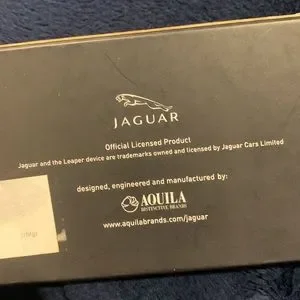 JAGUAR
Official Licensed Product
Jaguar and the Leaper device are trademarks owned and licensed by Jaguar Cars Limited
designed, engineered and manufactured by:
AQUILA
DISTINCTIVE BRANDS
www.aquilabrands.com/jaguar